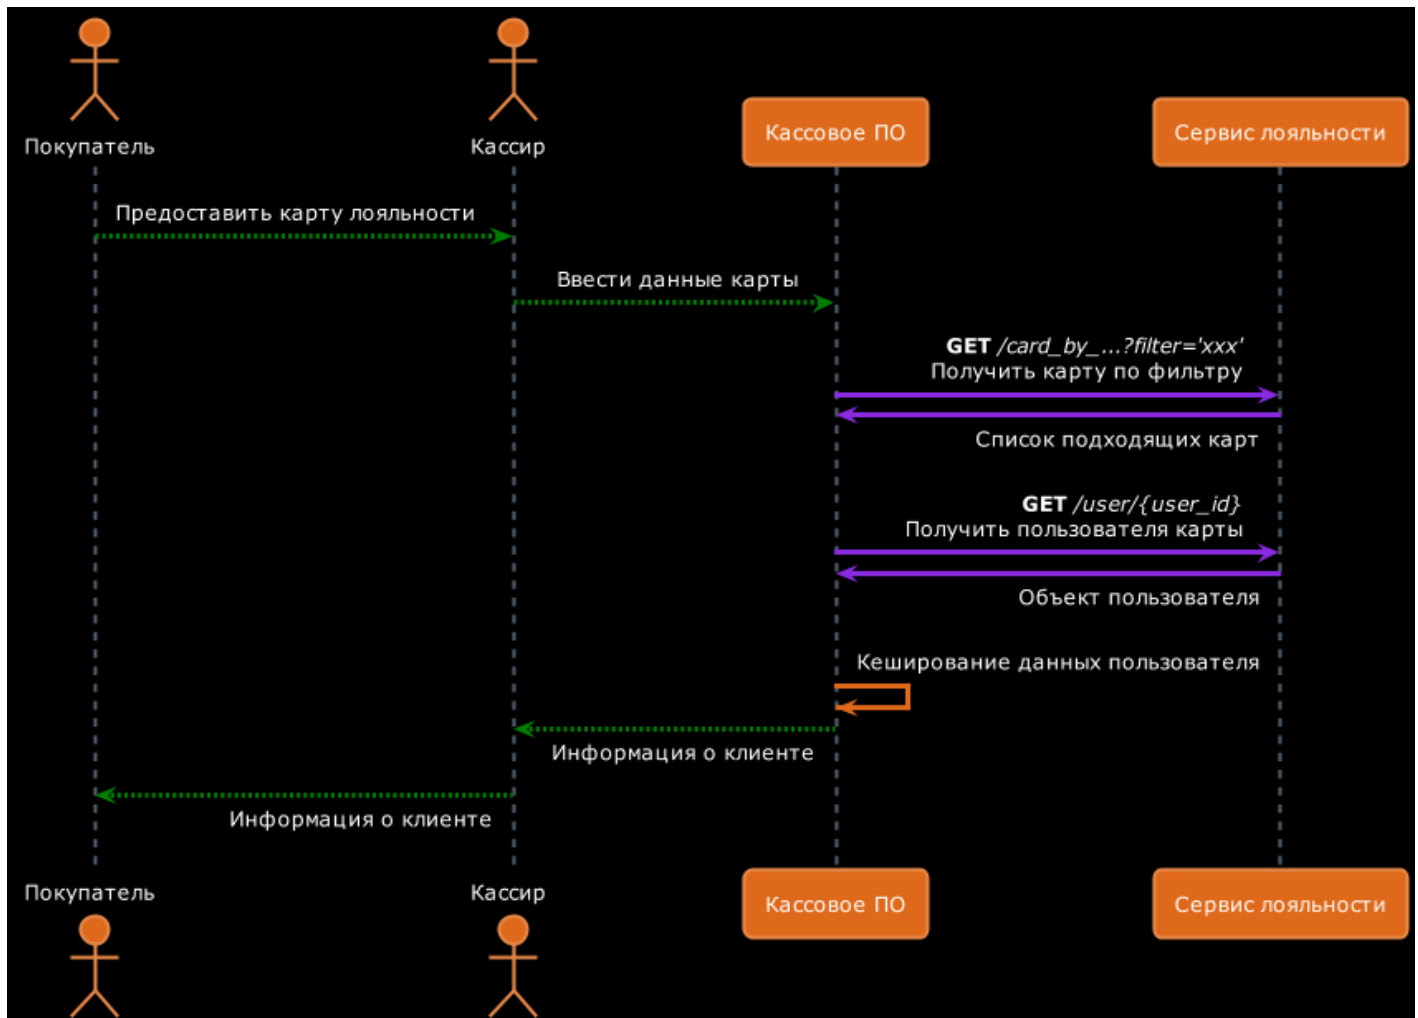 Покупатель
Кассир
Кассовое ПО
Сервис лояльности
Предоставить карту лояльности
Ввести данные карты
GET /card_by_...?filter='xxx'
Получить карту по фильтру
Список подходящих карт
GET /user/{user_id}
Получить пользователя карты
Объект пользователя
Кеширование данных пользователя
Информация о клиенте
Информация о клиенте
Покупатель
Кассир
Кассовое ПО
Сервис лояльности